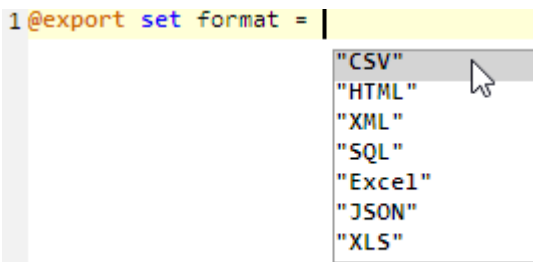 1 @export set format =
"CSV"
"HTML"
"XML"
"SQL"
"Excel"
"JSON"
"XLS"